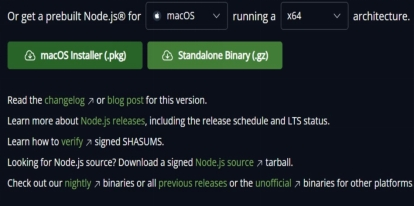 Or get a prebuilt Node.js® for macOS running a x64 architecture.
macOS Installer (.pkg) Standalone Binary (.gz)
Read the changelog ↗ or blog post for this version.
Learn more about Node.js releases, including the release schedule and LTS status.
Learn how to verify ↗ signed SHASUMS.
Looking for Node.js source? Download a signed Node.js source ↗ tarball.
Check out our nightly ↗ binaries or all previous releases or the unofficial ↗ binaries for other platforms